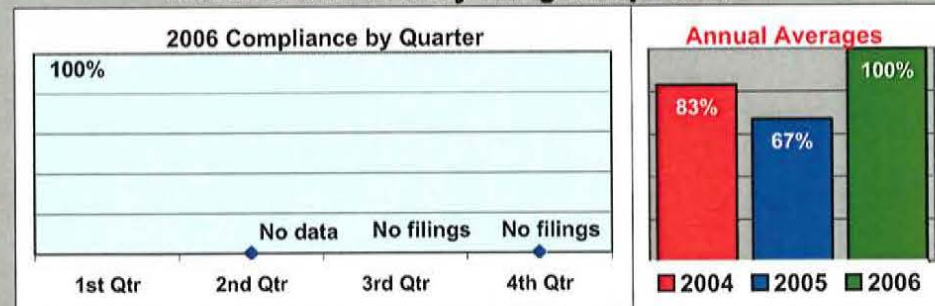 2006 Compliance by Quarter
100%
No data No filings No filings
1st Qtr 2nd Qtr 3rd Qtr 4th Qtr
Annual Averages
83%
67%
100%
2004 2005 2006